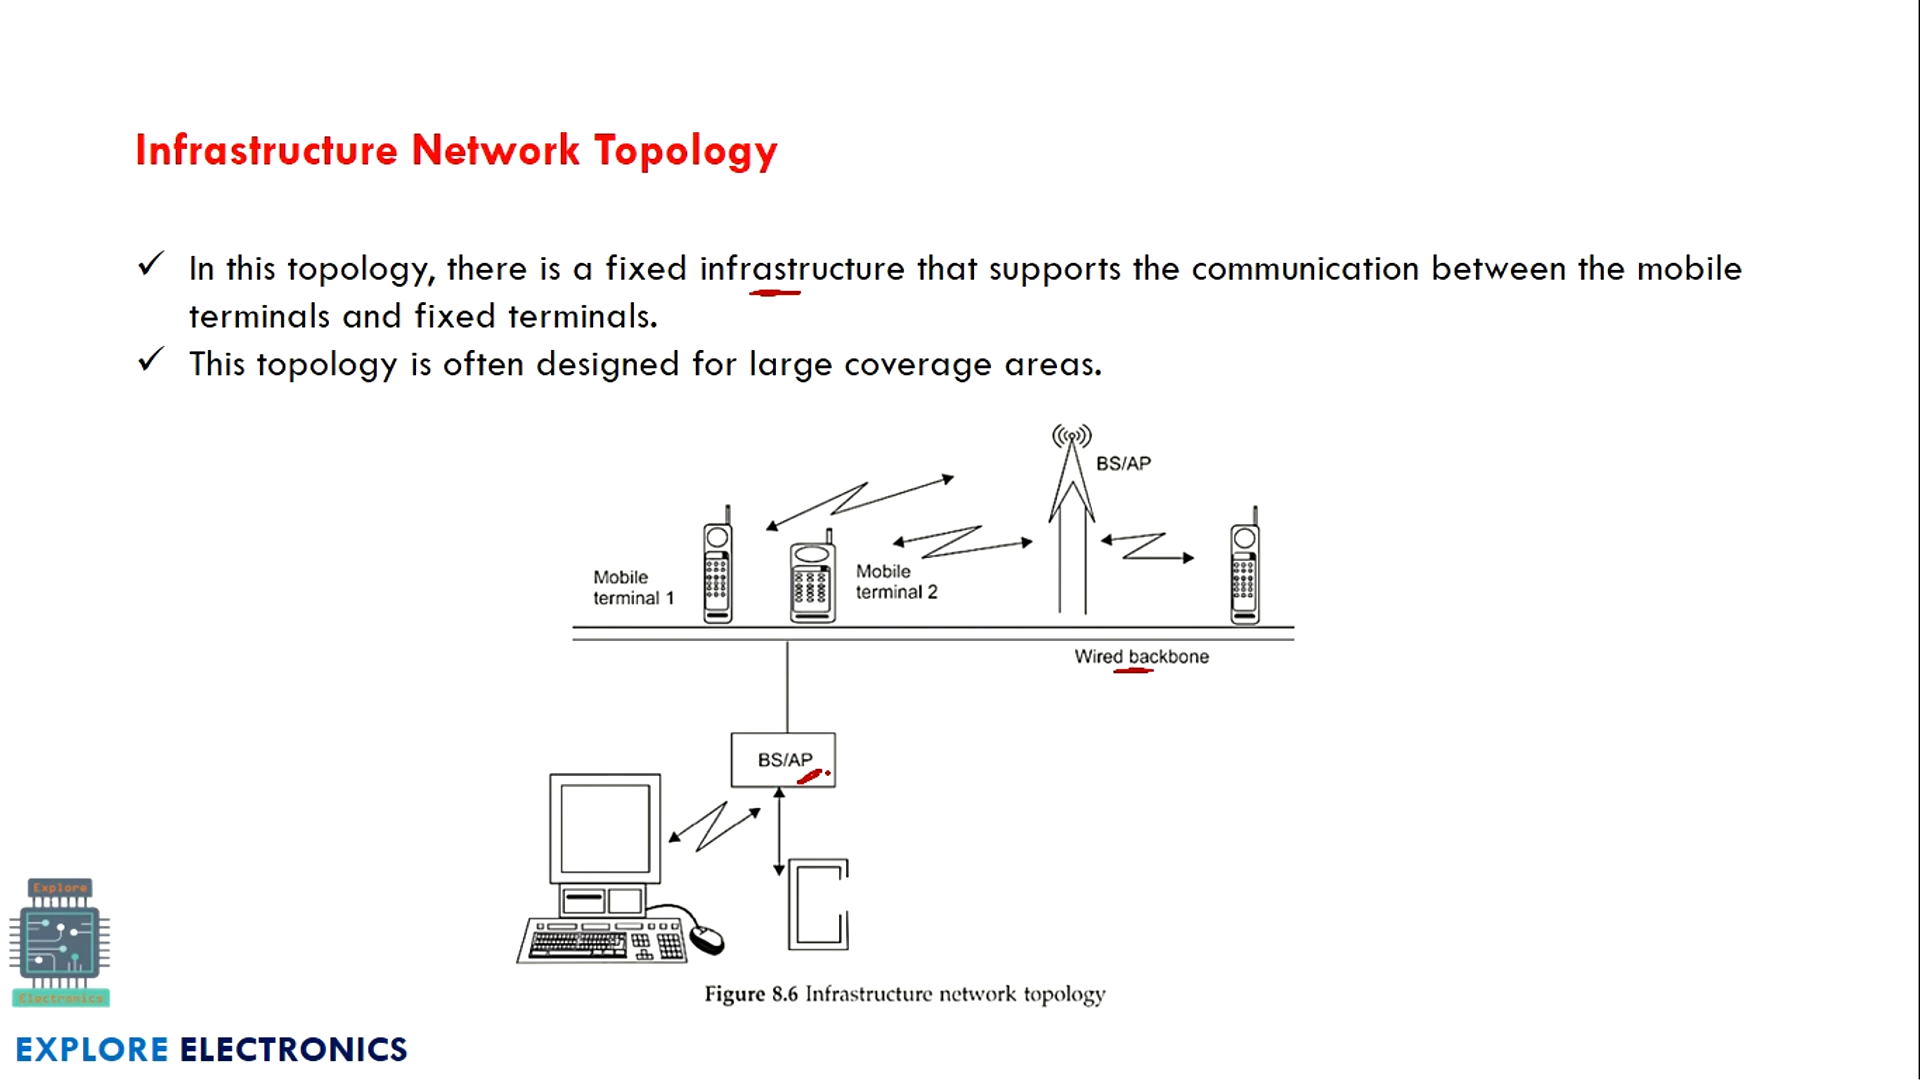 Infrastructure Network Topology
✓ In this topology, there is a fixed infrastructure that supports the communication between the mobile
terminals and fixed terminals.
✓ This topology is often designed for large coverage areas.
BS/AP
Mobile
terminal 1
Mobile
terminal 2
Wired backbone
BS/AP
Figure 8.6 Infrastructure network topology
Explore
Electronics
EXPLORE ELECTRONICS